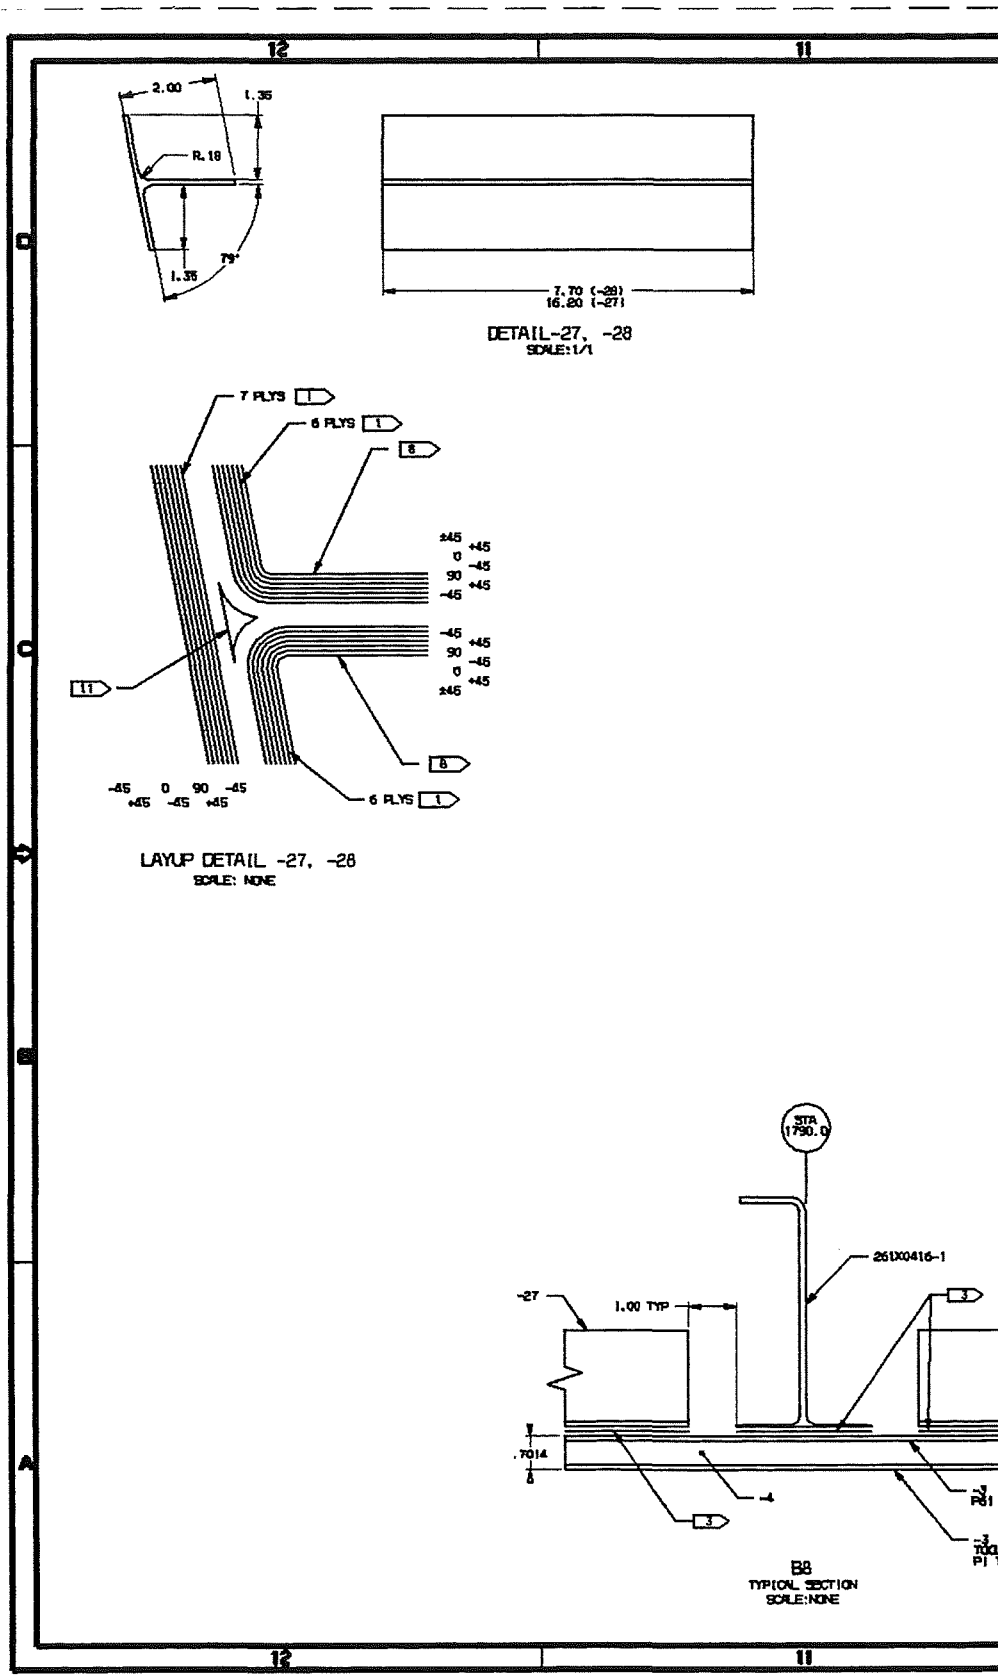 12
11
2.00
1.35
R.18
79°
1.35
D
7.70 (-28)
16.20 (-27)
DETAIL-27, -28
SCALE:1/1
7 PLYS 1
6 PLYS 1
8
±45
+45
0
-45
90
+45
-45
-45
+45
90
-45
0
+45
±45
C
11
8
6 PLYS 1
-45 0 90 -45
+45 -45 +45
LAYUP DETAIL -27, -28
SCALE: NONE
B
STA
1790.0
261X0416-1
3
-27
1.00 TYP
.7014
A
-4
3
-3
-3
PI
B8
TYPICAL SECTION
SCALE:NONE
12
11